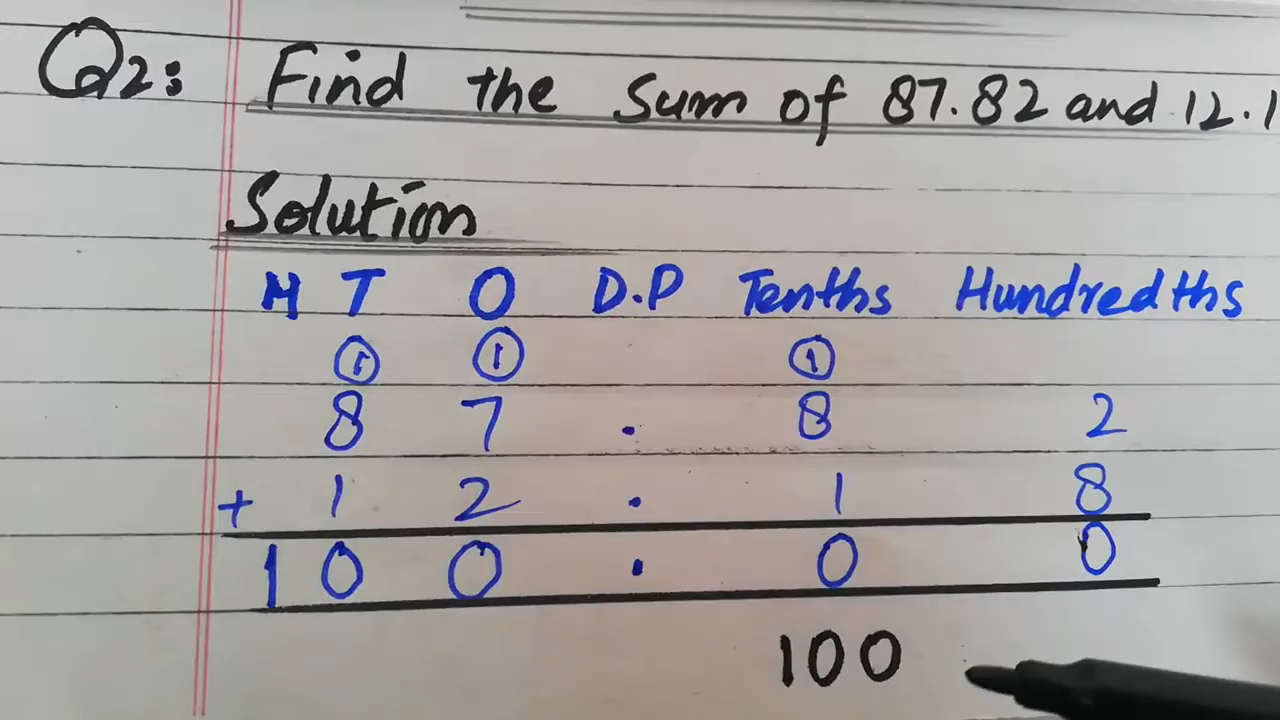 Q2: Find the Sum of 87.82 and 12.1
Solution
H T O D.P Tenths Hundredths
1 1 1
8 7 . 8 2
+ 1 2 . 1 8
1 0 0 . 0 0
100